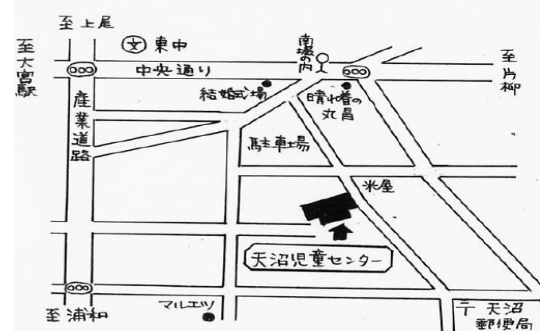 至上尾
至大宮駅
文 東中
中央通り
南堀の内
至片柳
産業道路
結婚式場
晴れ着の
丸昌
駐車場
米屋
天沼児童センター
至浦和
マルエツ
〒 天沼
郵便局